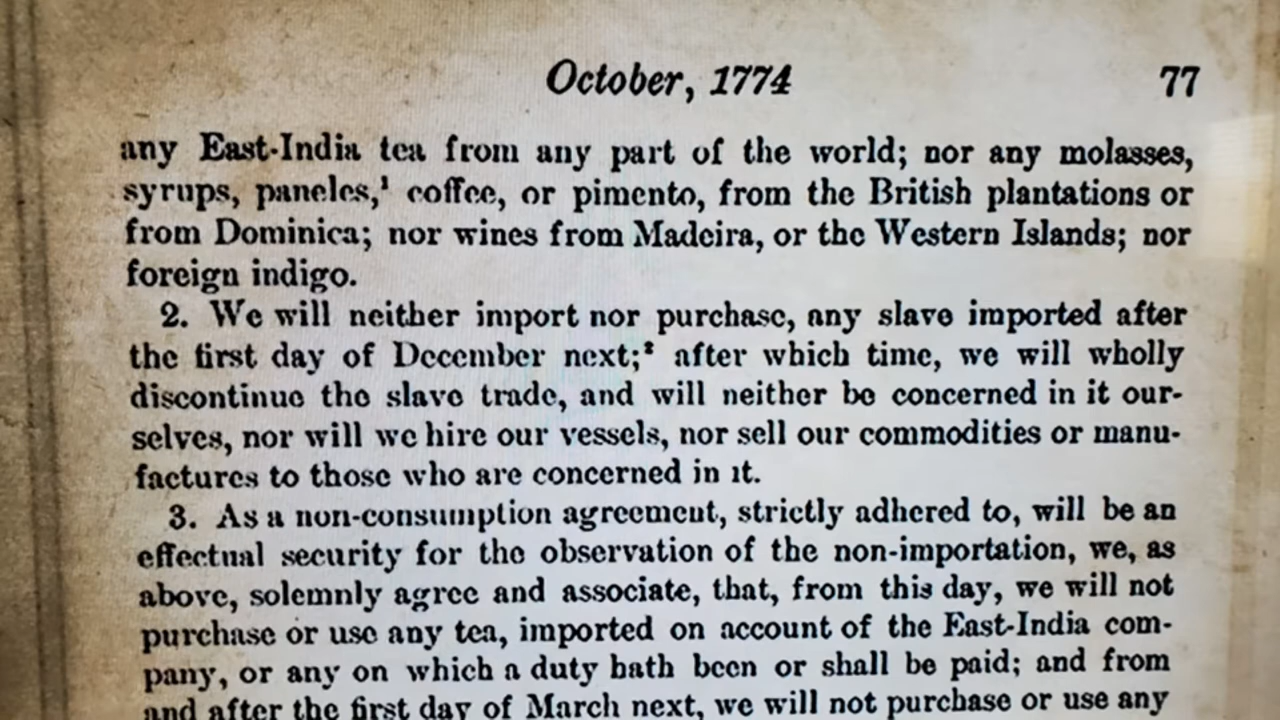 October, 1774 77
any East-India tea from any part of the world; nor any molasses,
syrups, paneles,¹ coffee, or pimento, from the British plantations or
from Dominica; nor wines from Madeira, or the Western Islands; nor
foreign indigo.
2. We will neither import nor purchase, any slave imported after
the first day of December next;² after which time, we will wholly
discontinue the slave trade, and will neither be concerned in it our-
selves, nor will we hire our vessels, nor sell our commodities or manu-
factures to those who are concerned in it.
3. As a non-consumption agreement, strictly adhered to, will be an
effectual security for the observation of the non-importation, we, as
above, solemnly agree and associate, that, from this day, we will not
purchase or use any tea, imported on account of the East-India com-
pany, or any on which a duty hath been or shall be paid; and from
and after the first day of March next, we will not purchase or use any